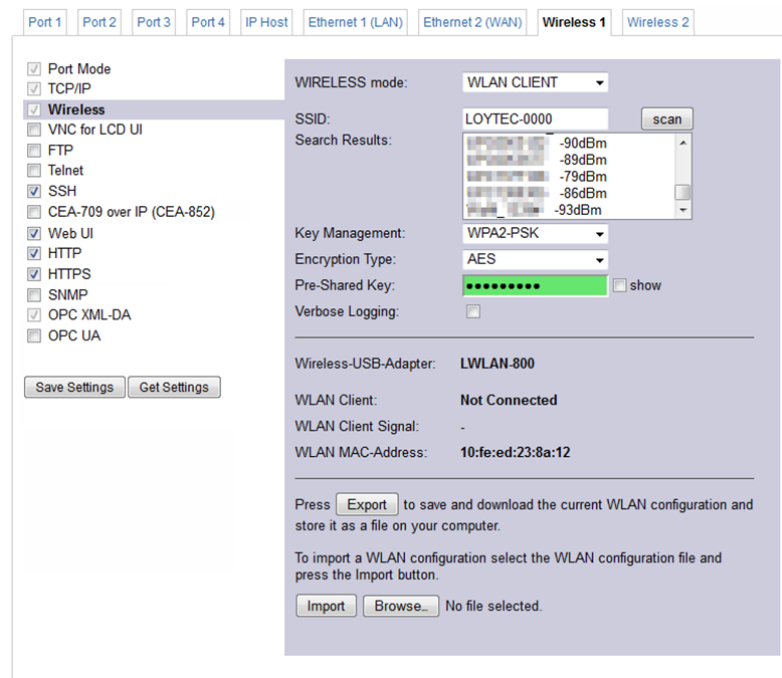 Port 1 Port 2 Port 3 Port 4 IP Host Ethernet 1 (LAN) Ethernet 2 (WAN) Wireless 1 Wireless 2
Port Mode
TCP/IP
Wireless
VNC for LCD UI
FTP
Telnet
SSH
CEA-709 over IP (CEA-852)
Web UI
HTTP
HTTPS
SNMP
OPC XML-DA
OPC UA
Save Settings Get Settings
WIRELESS mode: WLAN CLIENT
SSID: LOYTEC-0000 scan
Search Results: -90dBm
-89dBm
-79dBm
-86dBm
-93dBm
Key Management: WPA2-PSK
Encryption Type: AES
Pre-Shared Key: ●●●●●●●●● show
Verbose Logging:
Wireless-USB-Adapter: LWLAN-800
WLAN Client: Not Connected
WLAN Client Signal: -
WLAN MAC-Address: 10:fe:ed:23:8a:12
Press Export to save and download the current WLAN configuration and
store it as a file on your computer.
To import a WLAN configuration select the WLAN configuration file and
press the Import button.
Import Browse... No file selected.